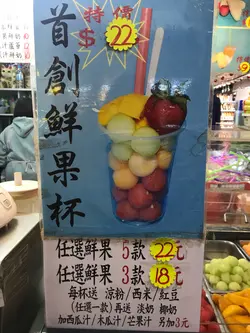 特價
$22
首創鮮果杯
任選鮮果 5款 22元
任選鮮果 3款 18元
每杯送 涼粉/西米/紅豆
(任選一款)再送 淡奶 椰奶
加西瓜汁/木瓜汁/芒果汁 另加3元